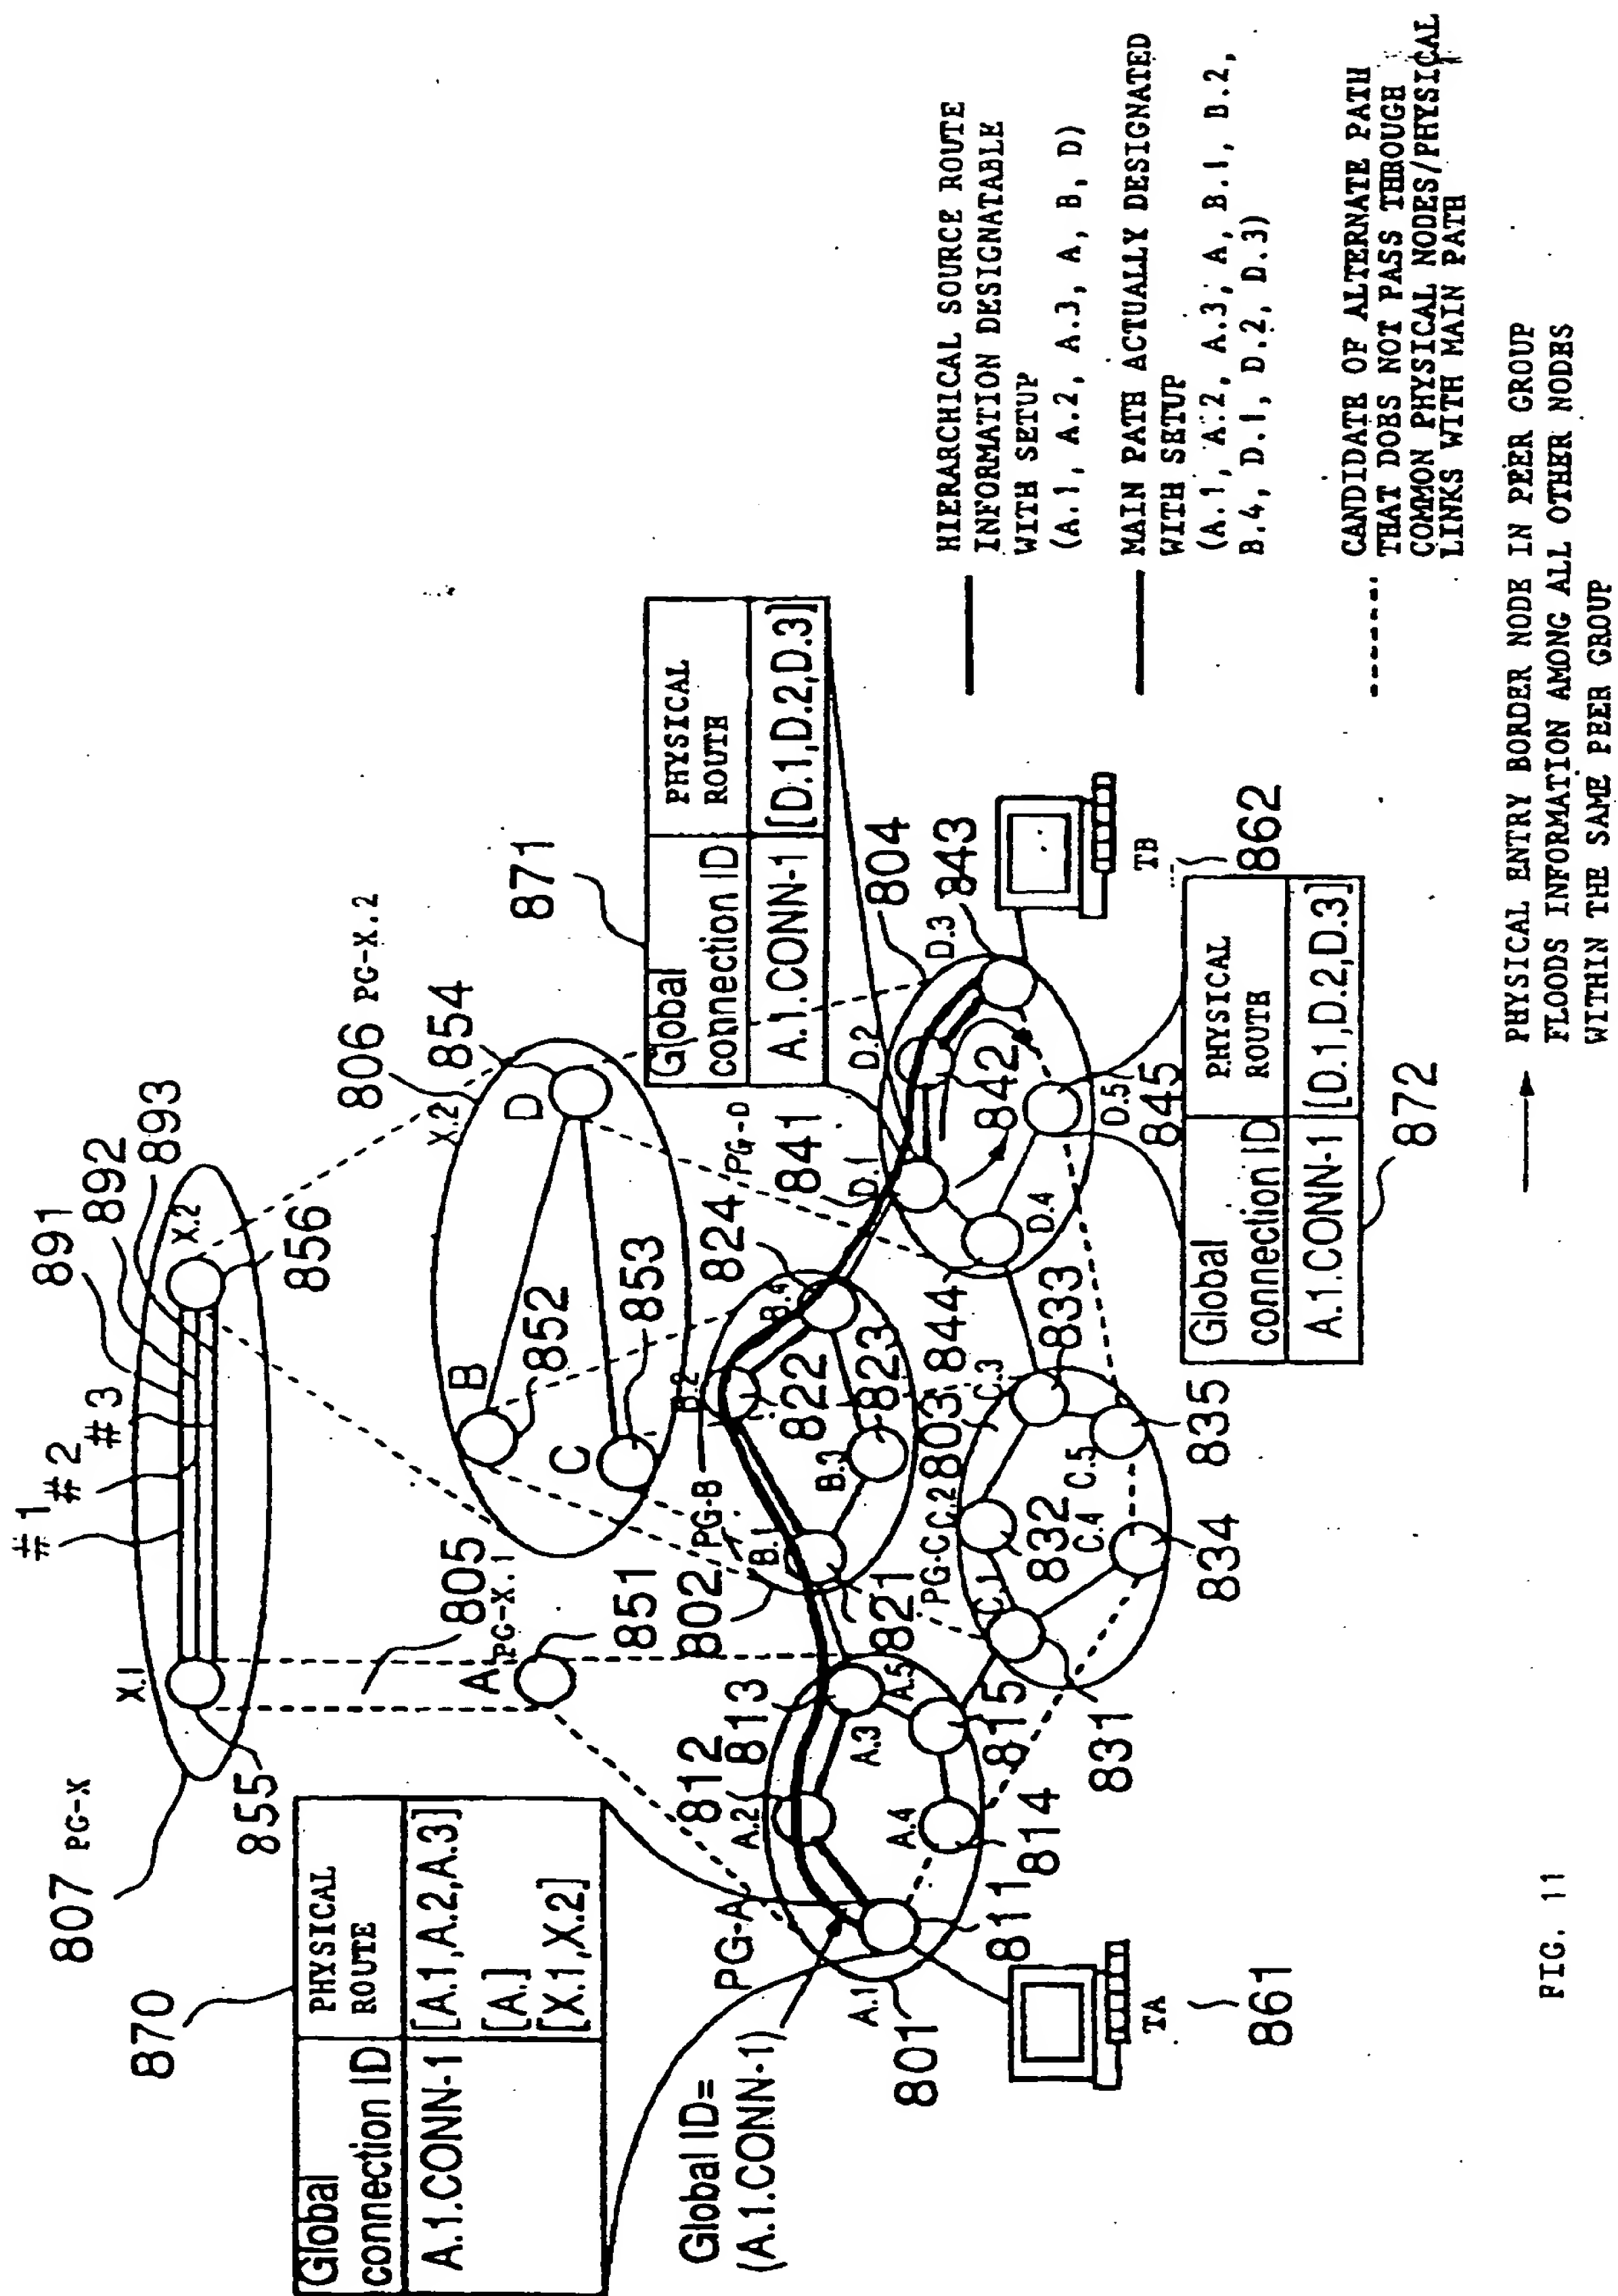 807 PG-X
X.1
855
#1
#2
#3
891
892
893
X.2
856
805
PG-X.1
A
851
806 PG-X.2
X.2
854
B
852
C
853
D
870
Global
connection ID
PHYSICAL
ROUTE
A.1.CONN-1
[A.1,A.2,A.3]
[A.]
[X.1,X.2]
871
Global
connection ID
PHYSICAL
ROUTE
A.1.CONN-1
[D.1,D.2,D.3]
Global ID=
(A.1.CONN-1)
PG-A
801
A.1
811
812
A.2
813
A.3
A.4
814
A.5
815
TA
861
802
PG-B
B.1
821
B.2
822
B.3
823
B.4
824
PG-C
803
C.1
831
C.2
832
C.3
833
C.4
834
C.5
835
PG-D
804
841
D.1
D.2
842
D.3
843
D.4
844
D.5
845
TB
862
Global
connection ID
PHYSICAL
ROUTE
A.1.CONN-1
[D.1,D.2,D.3]
872
HIERARCHICAL SOURCE ROUTE
INFORMATION DESIGNATABLE
WITH SETUP
(A.1, A.2, A.3, A, B, D)
MAIN PATH ACTUALLY DESIGNATED
WITH SETUP
(A.1, A.2, A.3, A, B.1, B.2,
B.4, D.1, D.2, D.3)
CANDIDATE OF ALTERNATE PATH
THAT DOBS NOT PASS THROUGH
COMMON PHYSICAL NODES/PHYSICAL
LINKS WITH MAIN PATH
PHYSICAL ENTRY BORDER NODE IN PEER GROUP
FLOODS INFORMATION AMONG ALL OTHER NODES
WITHIN THE SAME PEER GROUP
FIG. 11